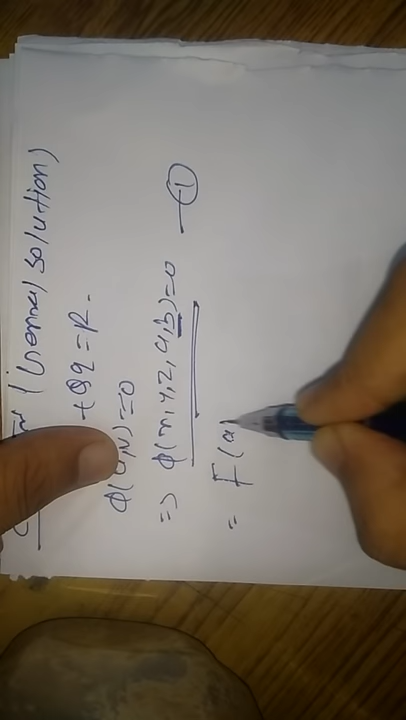 (General solution)
+ Qq = R.
φ(u,v)=0
⇒ φ(x,y,z,a,b)=0 —①
= F(a